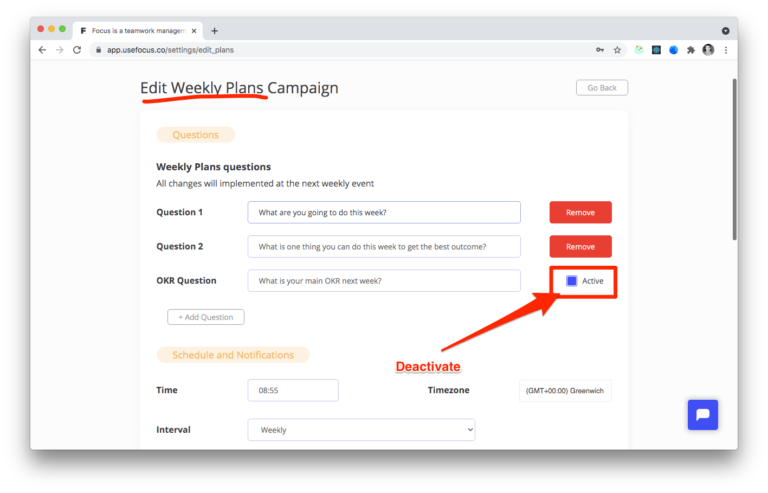 F Focus is a teamwork managem × +
app.usefocus.co/settings/edit_plans
Edit Weekly Plans Campaign
Go Back
Questions
Weekly Plans questions
All changes will implemented at the next weekly event
Question 1 What are you going to do this week? Remove
Question 2 What is one thing you can do this week to get the best outcome? Remove
OKR Question What is your main OKR next week? Active
+ Add Question
Schedule and Notifications
Deactivate
Time 08:55 Timezone (GMT+00:00) Greenwich
Interval Weekly